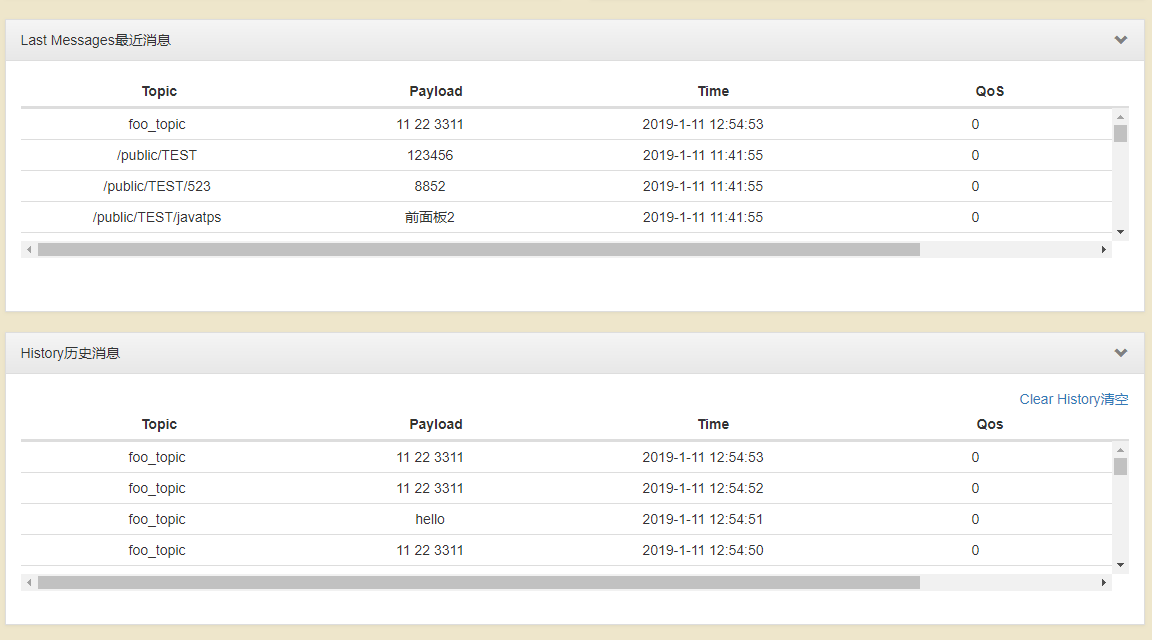 Last Messages最近消息
Topic Payload Time QoS
foo_topic 11 22 3311 2019-1-11 12:54:53 0
/public/TEST 123456 2019-1-11 11:41:55 0
/public/TEST/523 8852 2019-1-11 11:41:55 0
/public/TEST/javatps 前面板2 2019-1-11 11:41:55 0
History历史消息
Clear History清空
Topic Payload Time Qos
foo_topic 11 22 3311 2019-1-11 12:54:53 0
foo_topic 11 22 3311 2019-1-11 12:54:52 0
foo_topic hello 2019-1-11 12:54:51 0
foo_topic 11 22 3311 2019-1-11 12:54:50 0